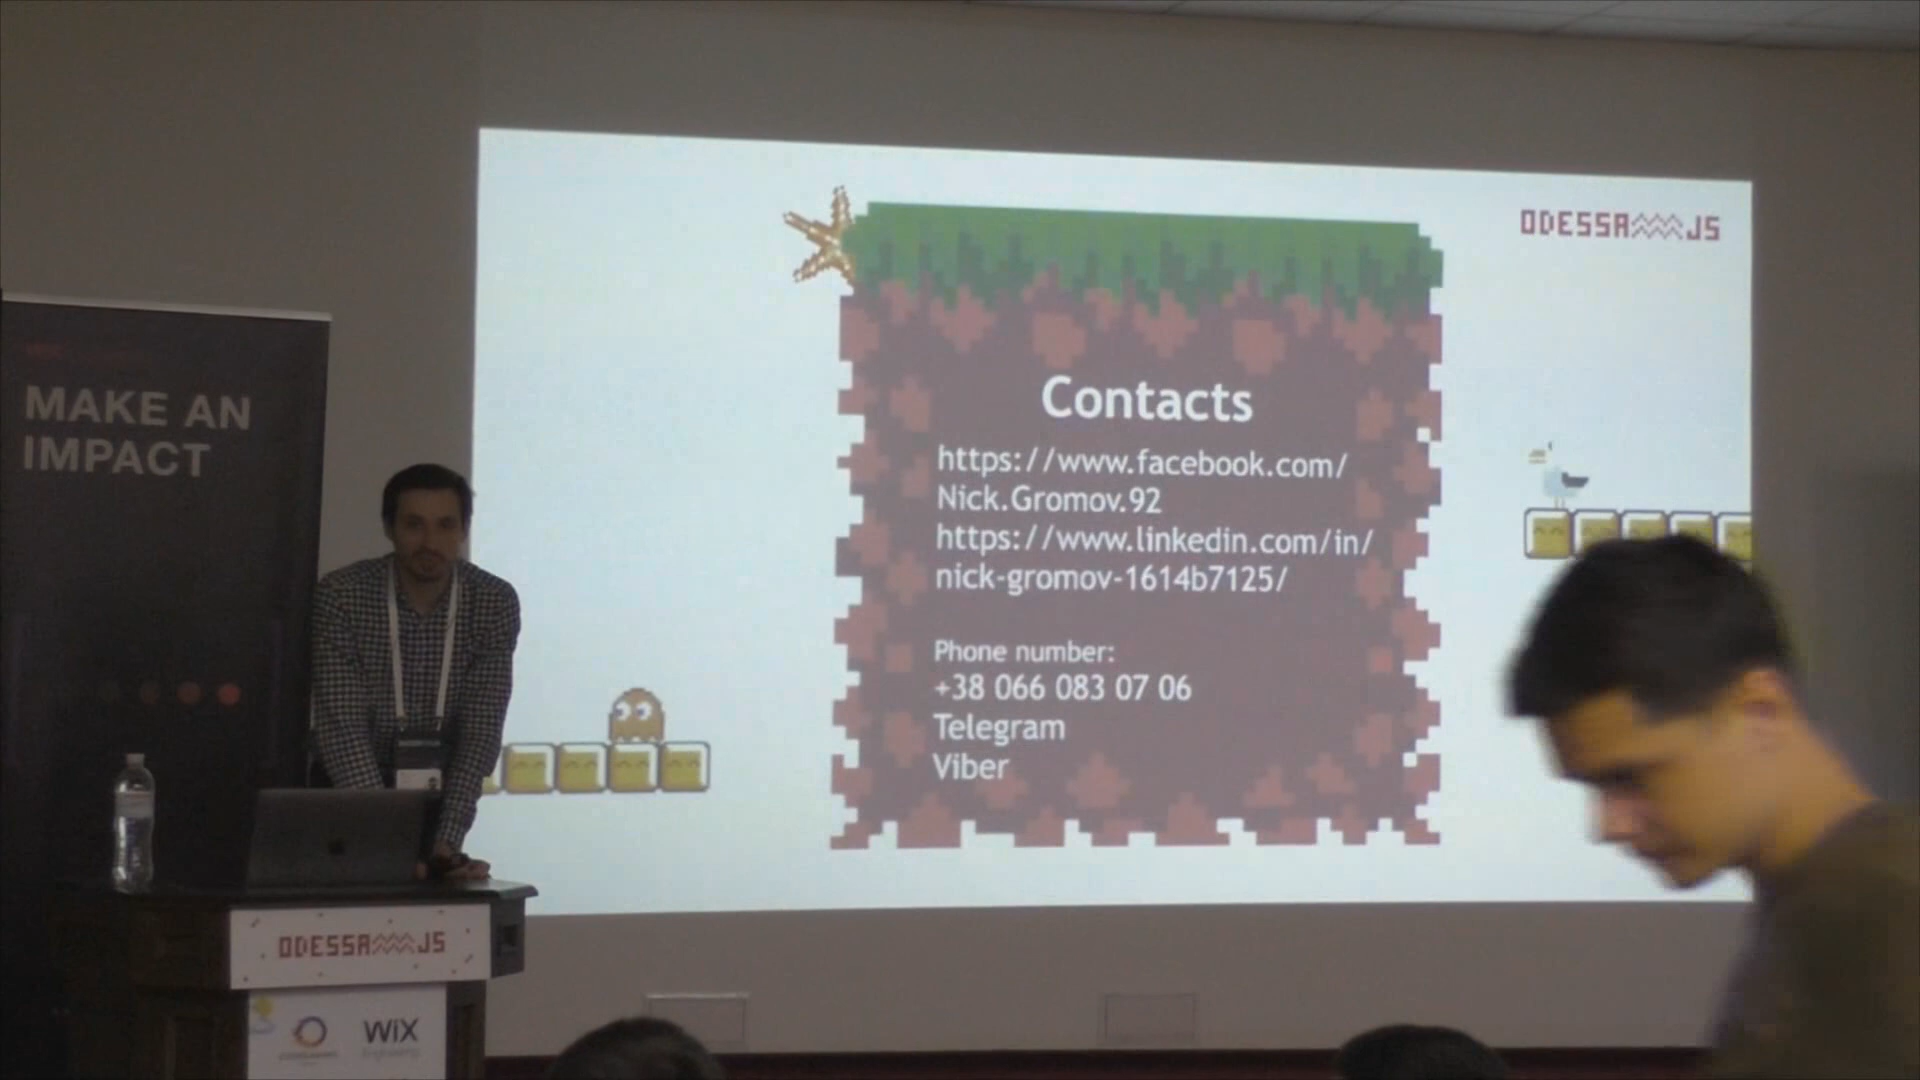 ODESSA JS
MAKE AN
IMPACT
Contacts
https://www.facebook.com/
Nick.Gromov.92
https://www.linkedin.com/in/
nick-gromov-1614b7125/
Phone number:
+38 066 083 07 06
Telegram
Viber
ODESSA JS
WiX
Engineering